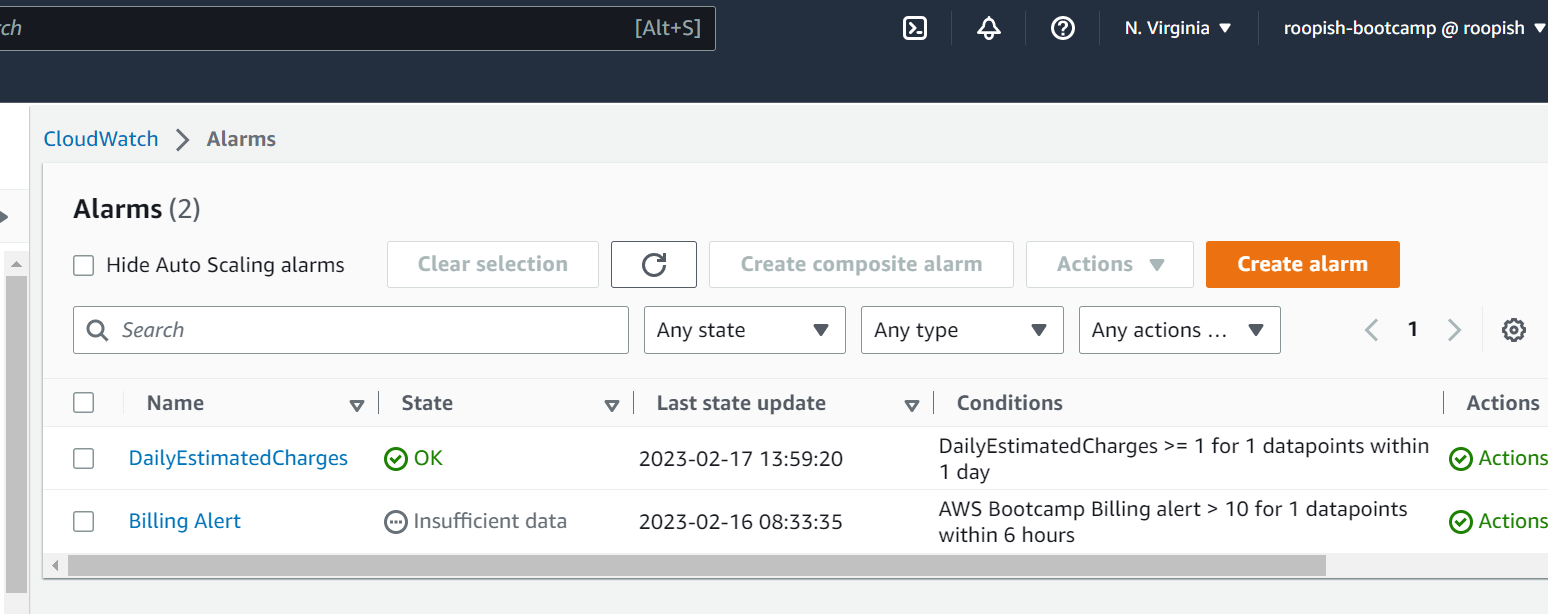 ch [Alt+S] N. Virginia roopish-bootcamp @ roopish
CloudWatch Alarms
Alarms (2)
Hide Auto Scaling alarms Clear selection Create composite alarm Actions Create alarm
Search Any state Any type Any actions ... 1
Name State Last state update Conditions Actions
DailyEstimatedCharges OK 2023-02-17 13:59:20 DailyEstimatedCharges >= 1 for 1 datapoints within
1 day
Actions
Billing Alert Insufficient data 2023-02-16 08:33:35 AWS Bootcamp Billing alert > 10 for 1 datapoints
within 6 hours
Actions